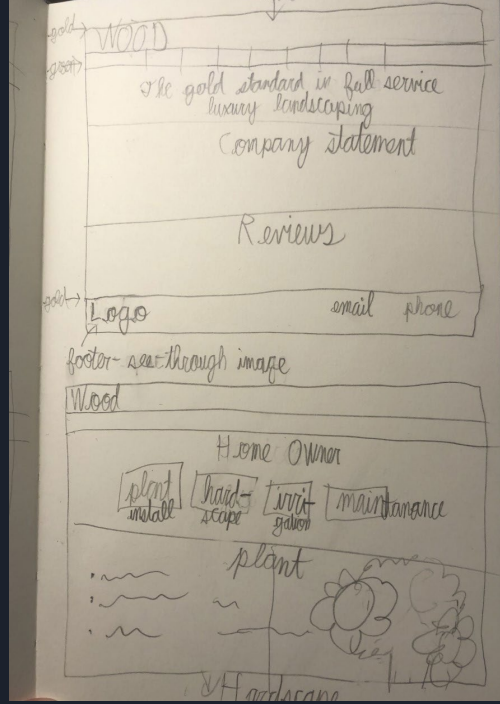 gold
WOOD
green
The gold standard in full service
luxury landscaping
Company statement
Reviews
gold
Logo email phone
footer- see through image
Wood
Home Owner
plant hard- irri- maintanance
install scape gation
plant
Hardscape